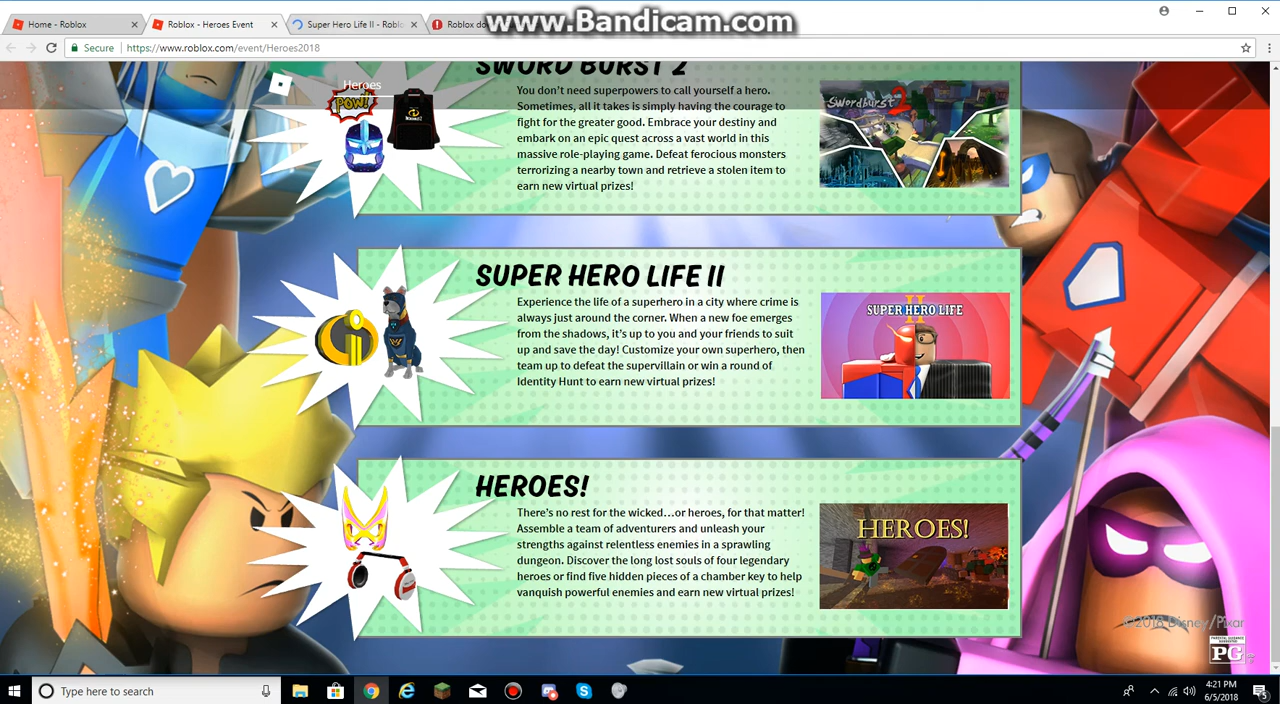 www.Bandicam.com
Home - Roblox
Roblox - Heroes Event
Super Hero Life II - Roblo
Roblox do
Secure
https://www.roblox.com/event/Heroes2018
Heroes
SWORD BURST 2
POW!
You don't need superpowers to call yourself a hero.
Sometimes, all it takes is simply having the courage to
fight for the greater good. Embrace your destiny and
embark on an epic quest across a vast world in this
massive role-playing game. Defeat ferocious monsters
terrorizing a nearby town and retrieve a stolen item to
earn new virtual prizes!
Swordburst 2
SUPER HERO LIFE II
Experience the life of a superhero in a city where crime is
always just around the corner. When a new foe emerges
from the shadows, it's up to you and your friends to suit
up and save the day! Customize your own superhero, then
team up to defeat the supervillain or win a round of
Identity Hunt to earn new virtual prizes!
SUPER HERO LIFE
II
HEROES!
There's no rest for the wicked...or heroes, for that matter!
Assemble a team of adventurers and unleash your
strengths against relentless enemies in a sprawling
dungeon. Discover the long lost souls of four legendary
heroes or find five hidden pieces of a chamber key to help
vanquish powerful enemies and earn new virtual prizes!
HEROES!
©2018 Disney/Pixar
PARENTAL GUIDANCE SUGGESTED
PG
Type here to search
4:21 PM
6/5/2018
5